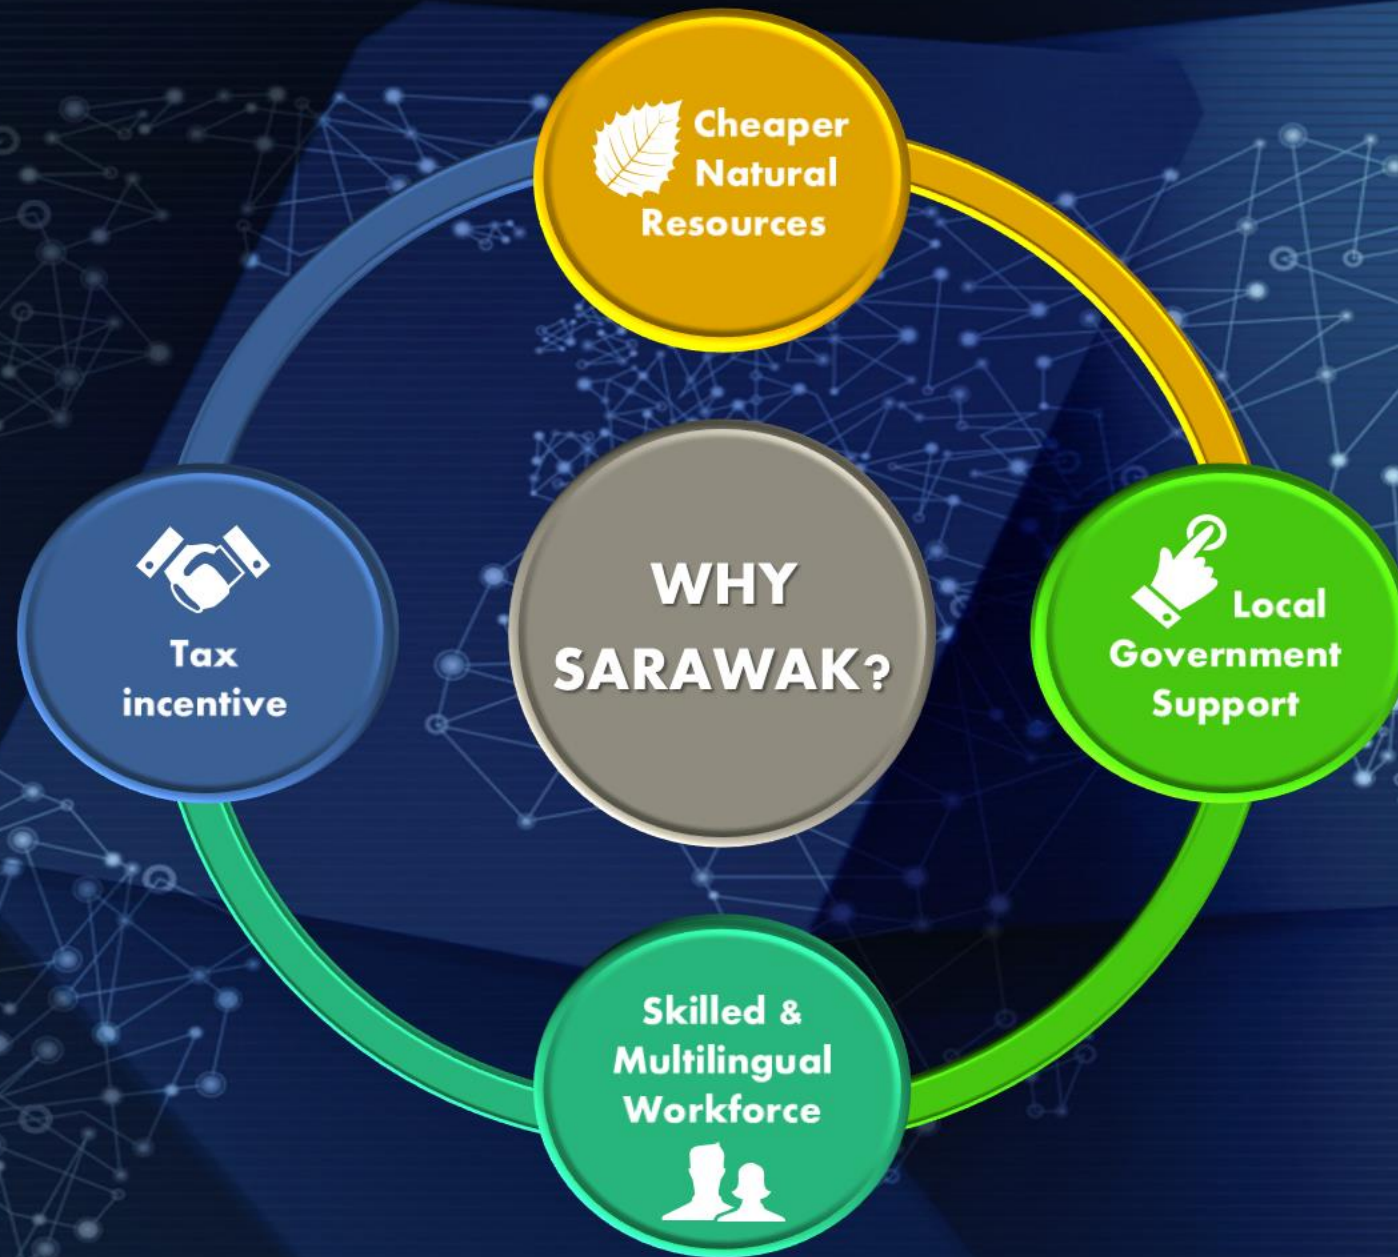 Cheaper
Natural
Resources
WHY
SARAWAK?
Local
Government
Support
Tax
incentive
Skilled &
Multilingual
Workforce